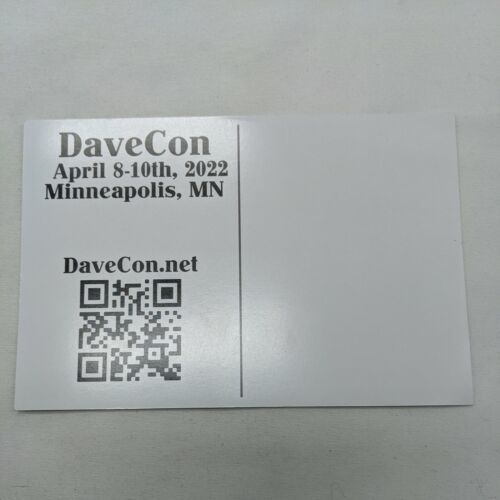 DaveCon
April 8-10th, 2022
Minneapolis, MN
DaveCon.net